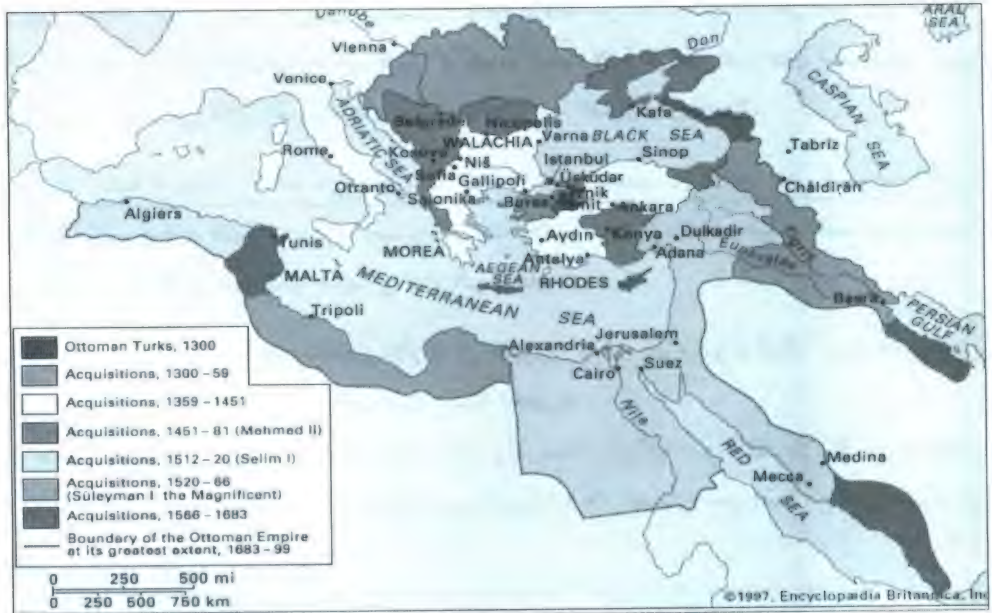 Danube
Vienna
Don
ARAL
SEA
CASPIAN
SEA
Venice
ADRIATIC SEA
Kafa
Belgrade
Nicopolis
WALACHIA
Varna
BLACK SEA
Tabriz
Rome
Kosova
Niš
Istanbul
Sinop
Sofia
Üsküdar
Châldirân
Otranto
Gallipoli
Salonika
Bursa
Ankara
Algiers
Aydın
Konya
Dulkadir
Tunis
MOREA
Antalya
Adana
Euphrates
MALTA
AEGEAN
SEA
RHODES
MEDITERRANEAN
SEA
Basra
PERSIAN
GULF
Tripoli
Jerusalem
Alexandria
Cairo
Suez
Nile
RED
SEA
Medina
Mecca
Ottoman Turks, 1300
Acquisitions, 1300-59
Acquisitions, 1359-1451
Acquisitions, 1451-81 (Mehmed II)
Acquisitions, 1512-20 (Selim I)
Acquisitions, 1520-66
(Süleyman I the Magnificent)
Acquisitions, 1566-1683
Boundary of the Ottoman Empire
at its greatest extent, 1683-99
0 250 500 mi
0 250 500 750 km
©1997, Encyclopædia Britannica, In